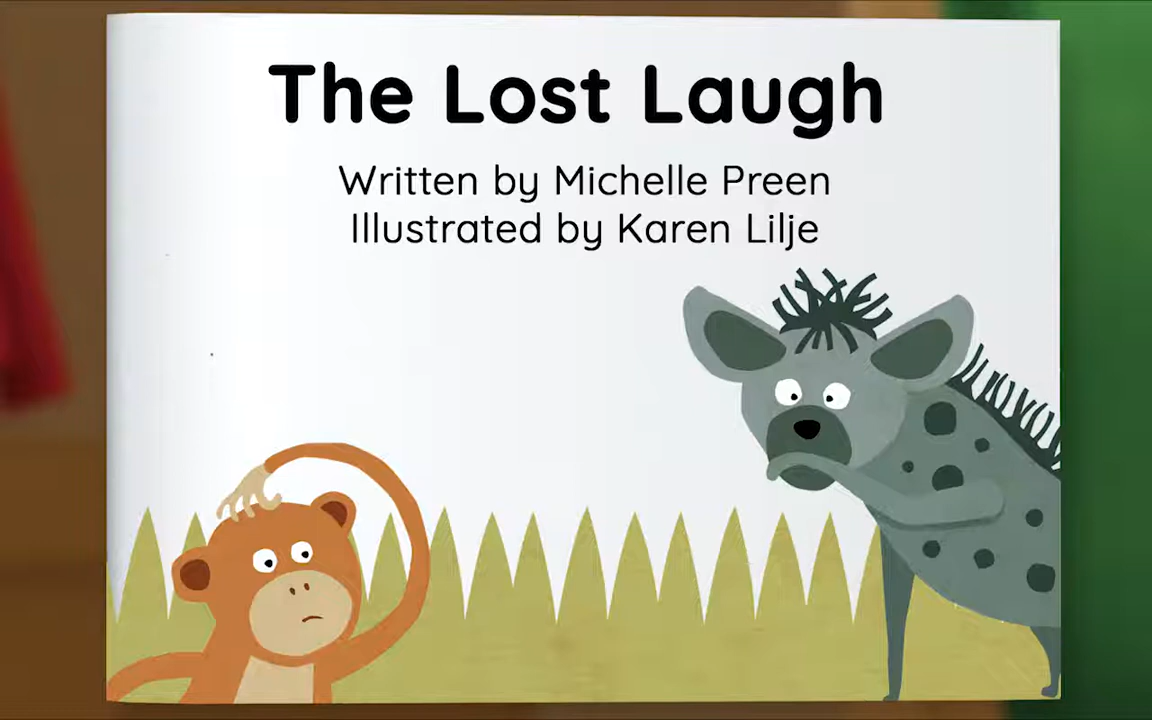 The Lost Laugh
Written by Michelle Preen
Illustrated by Karen Lilje